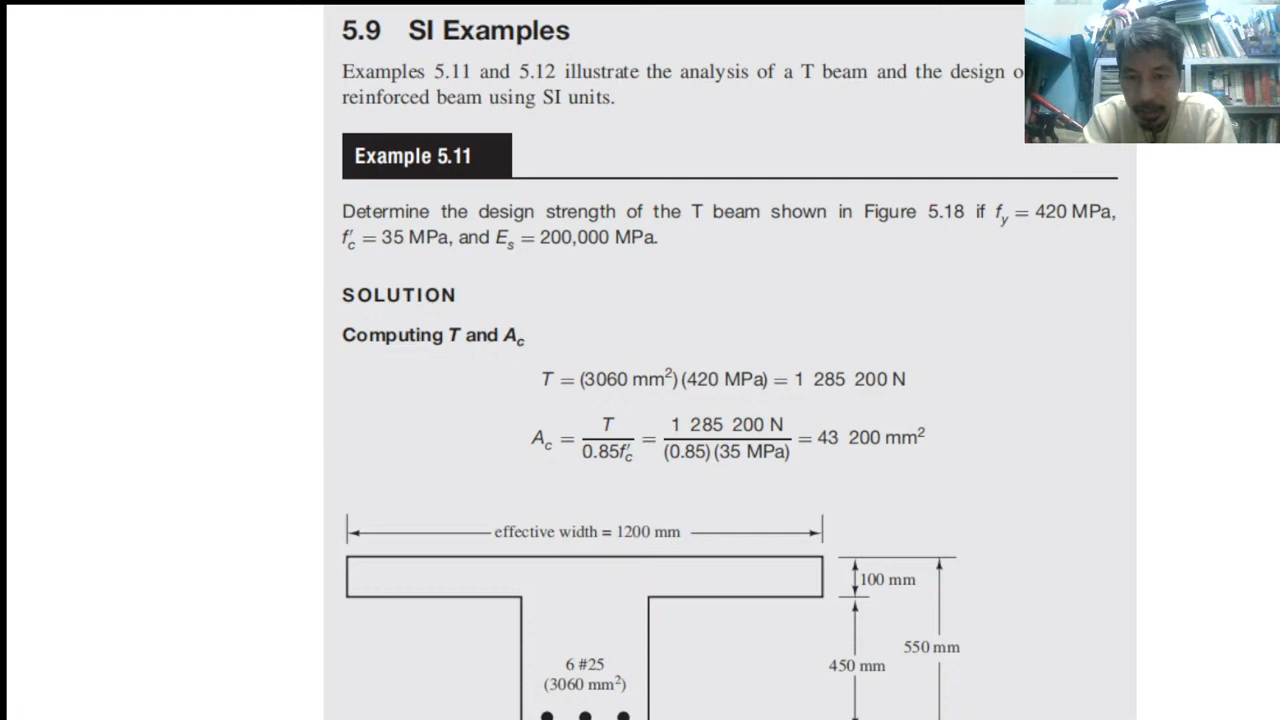 5.9 SI Examples
Examples 5.11 and 5.12 illustrate the analysis of a T beam and the design
reinforced beam using SI units.
Example 5.11
Determine the design strength of the T beam shown in Figure 5.18 if f_y = 420 MPa,
f′_c = 35 MPa, and E_s = 200,000 MPa.
SOLUTION
Computing T and A_c
T = (3060 mm²)(420 MPa) = 1 285 200 N
A_c = T / 0.85f′_c = 1 285 200 N / (0.85)(35 MPa) = 43 200 mm²
effective width = 1200 mm
100 mm
550 mm
450 mm
6 #25
(3060 mm²)